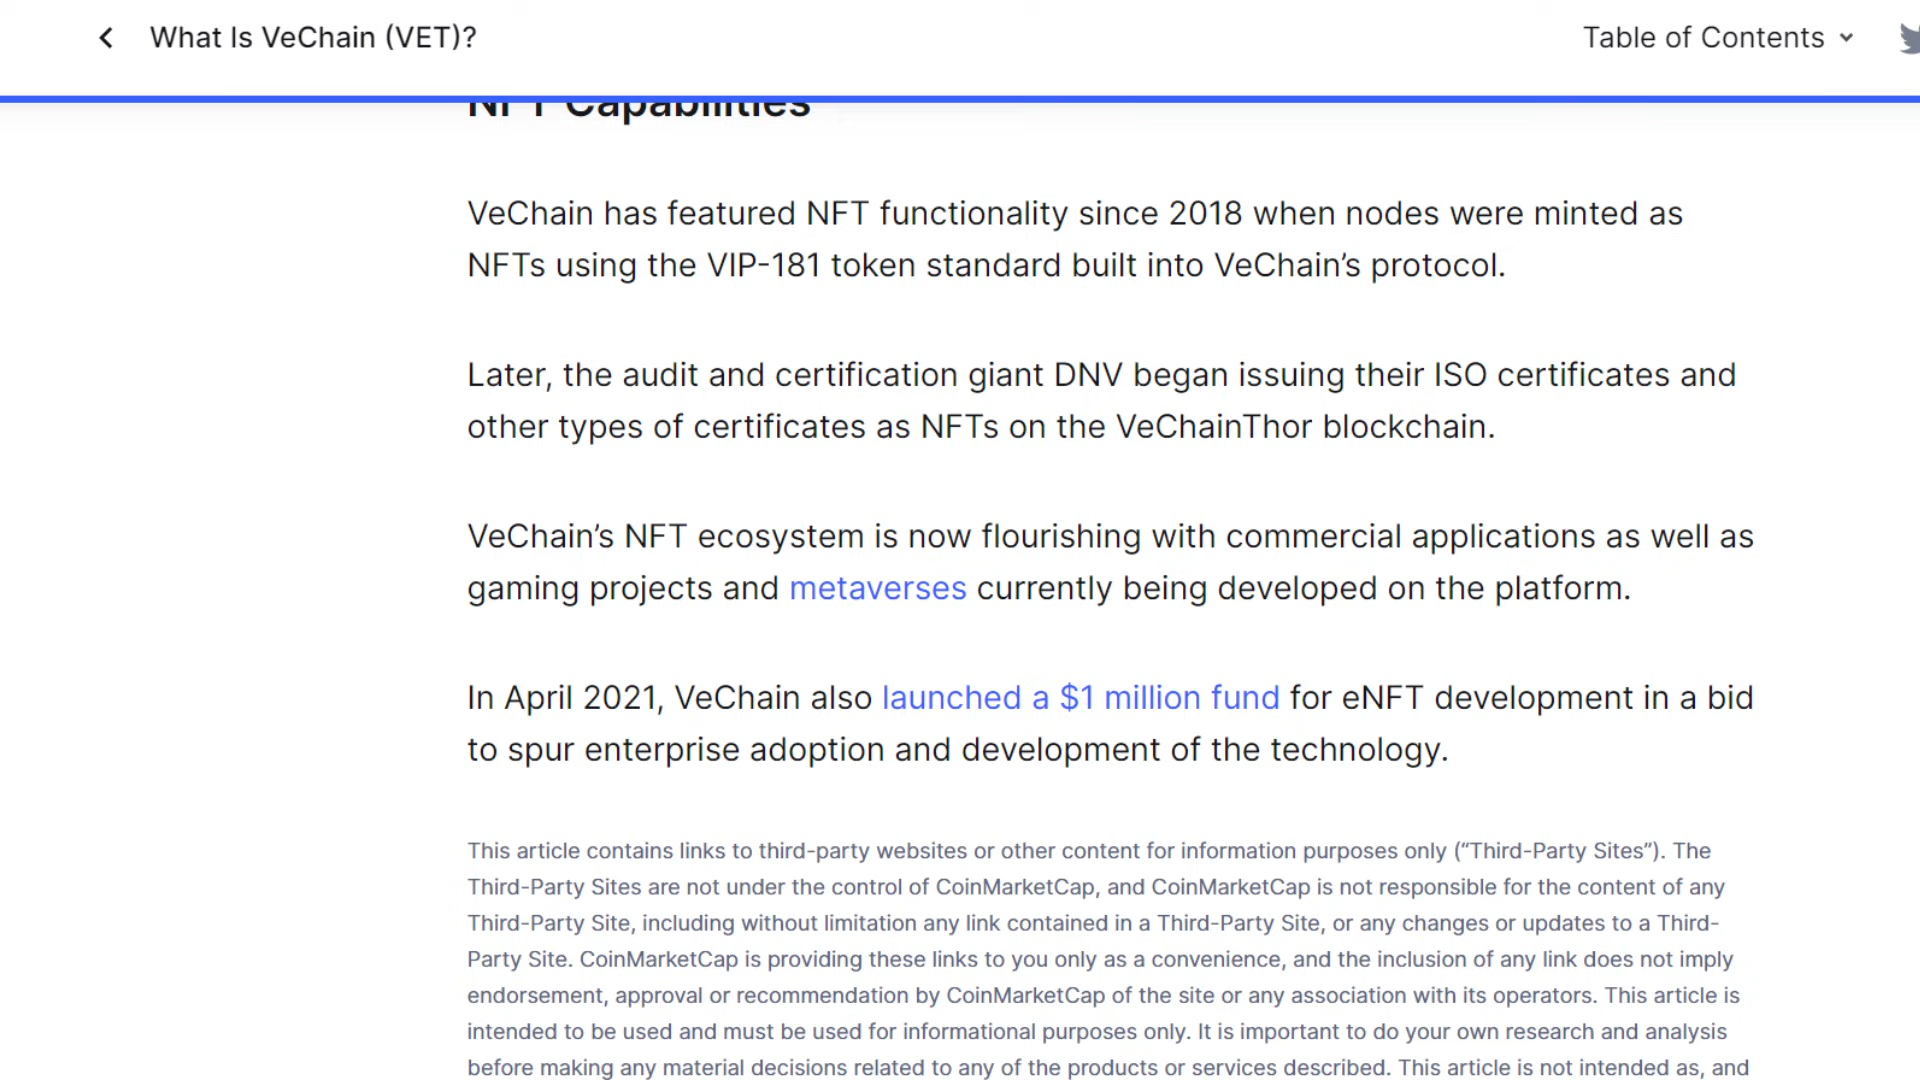 What Is VeChain (VET)?
Table of Contents
NFT Capabilities
VeChain has featured NFT functionality since 2018 when nodes were minted as
NFTs using the VIP-181 token standard built into VeChain’s protocol.
Later, the audit and certification giant DNV began issuing their ISO certificates and
other types of certificates as NFTs on the VeChainThor blockchain.
VeChain’s NFT ecosystem is now flourishing with commercial applications as well as
gaming projects and metaverses currently being developed on the platform.
In April 2021, VeChain also launched a $1 million fund for eNFT development in a bid
to spur enterprise adoption and development of the technology.
This article contains links to third-party websites or other content for information purposes only (“Third-Party Sites”). The
Third-Party Sites are not under the control of CoinMarketCap, and CoinMarketCap is not responsible for the content of any
Third-Party Site, including without limitation any link contained in a Third-Party Site, or any changes or updates to a Third-
Party Site. CoinMarketCap is providing these links to you only as a convenience, and the inclusion of any link does not imply
endorsement, approval or recommendation by CoinMarketCap of the site or any association with its operators. This article is
intended to be used and must be used for informational purposes only. It is important to do your own research and analysis
before making any material decisions related to any of the products or services described. This article is not intended as, and